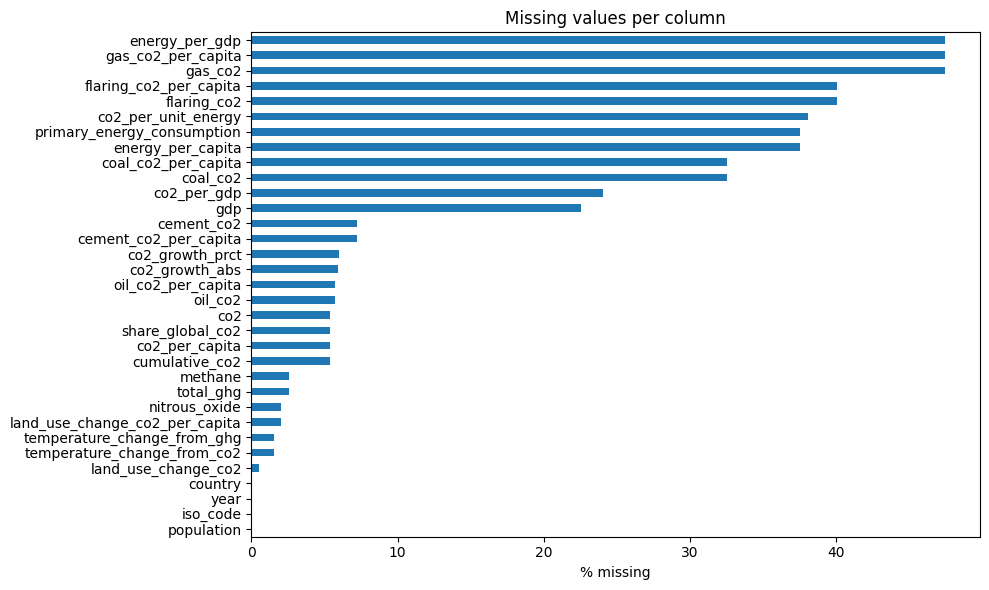 Missing values per column
energy_per_gdp
gas_co2_per_capita
gas_co2
flaring_co2_per_capita
flaring_co2
co2_per_unit_energy
primary_energy_consumption
energy_per_capita
coal_co2_per_capita
coal_co2
co2_per_gdp
gdp
cement_co2
cement_co2_per_capita
co2_growth_prct
co2_growth_abs
oil_co2_per_capita
oil_co2
co2
share_global_co2
co2_per_capita
cumulative_co2
methane
total_ghg
nitrous_oxide
land_use_change_co2_per_capita
temperature_change_from_ghg
temperature_change_from_co2
land_use_change_co2
country
year
iso_code
population
0 10 20 30 40
% missing